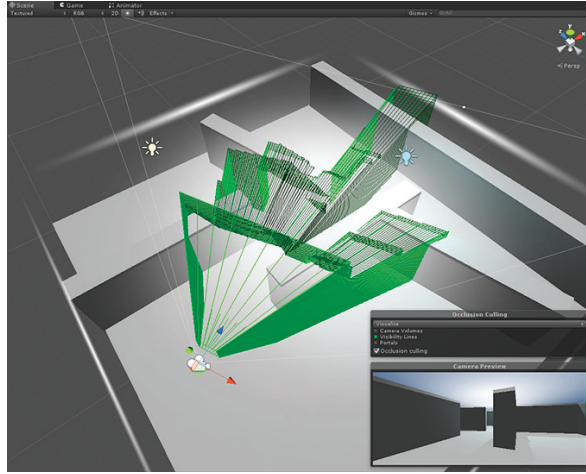 Scene Game Animator
Textured RGB 2D Effects Gizmos
y
x
z
Persp
Occlusion Culling
Visualize
Camera Volumes
Visibility Lines
Portals
Occlusion culling
Camera Preview